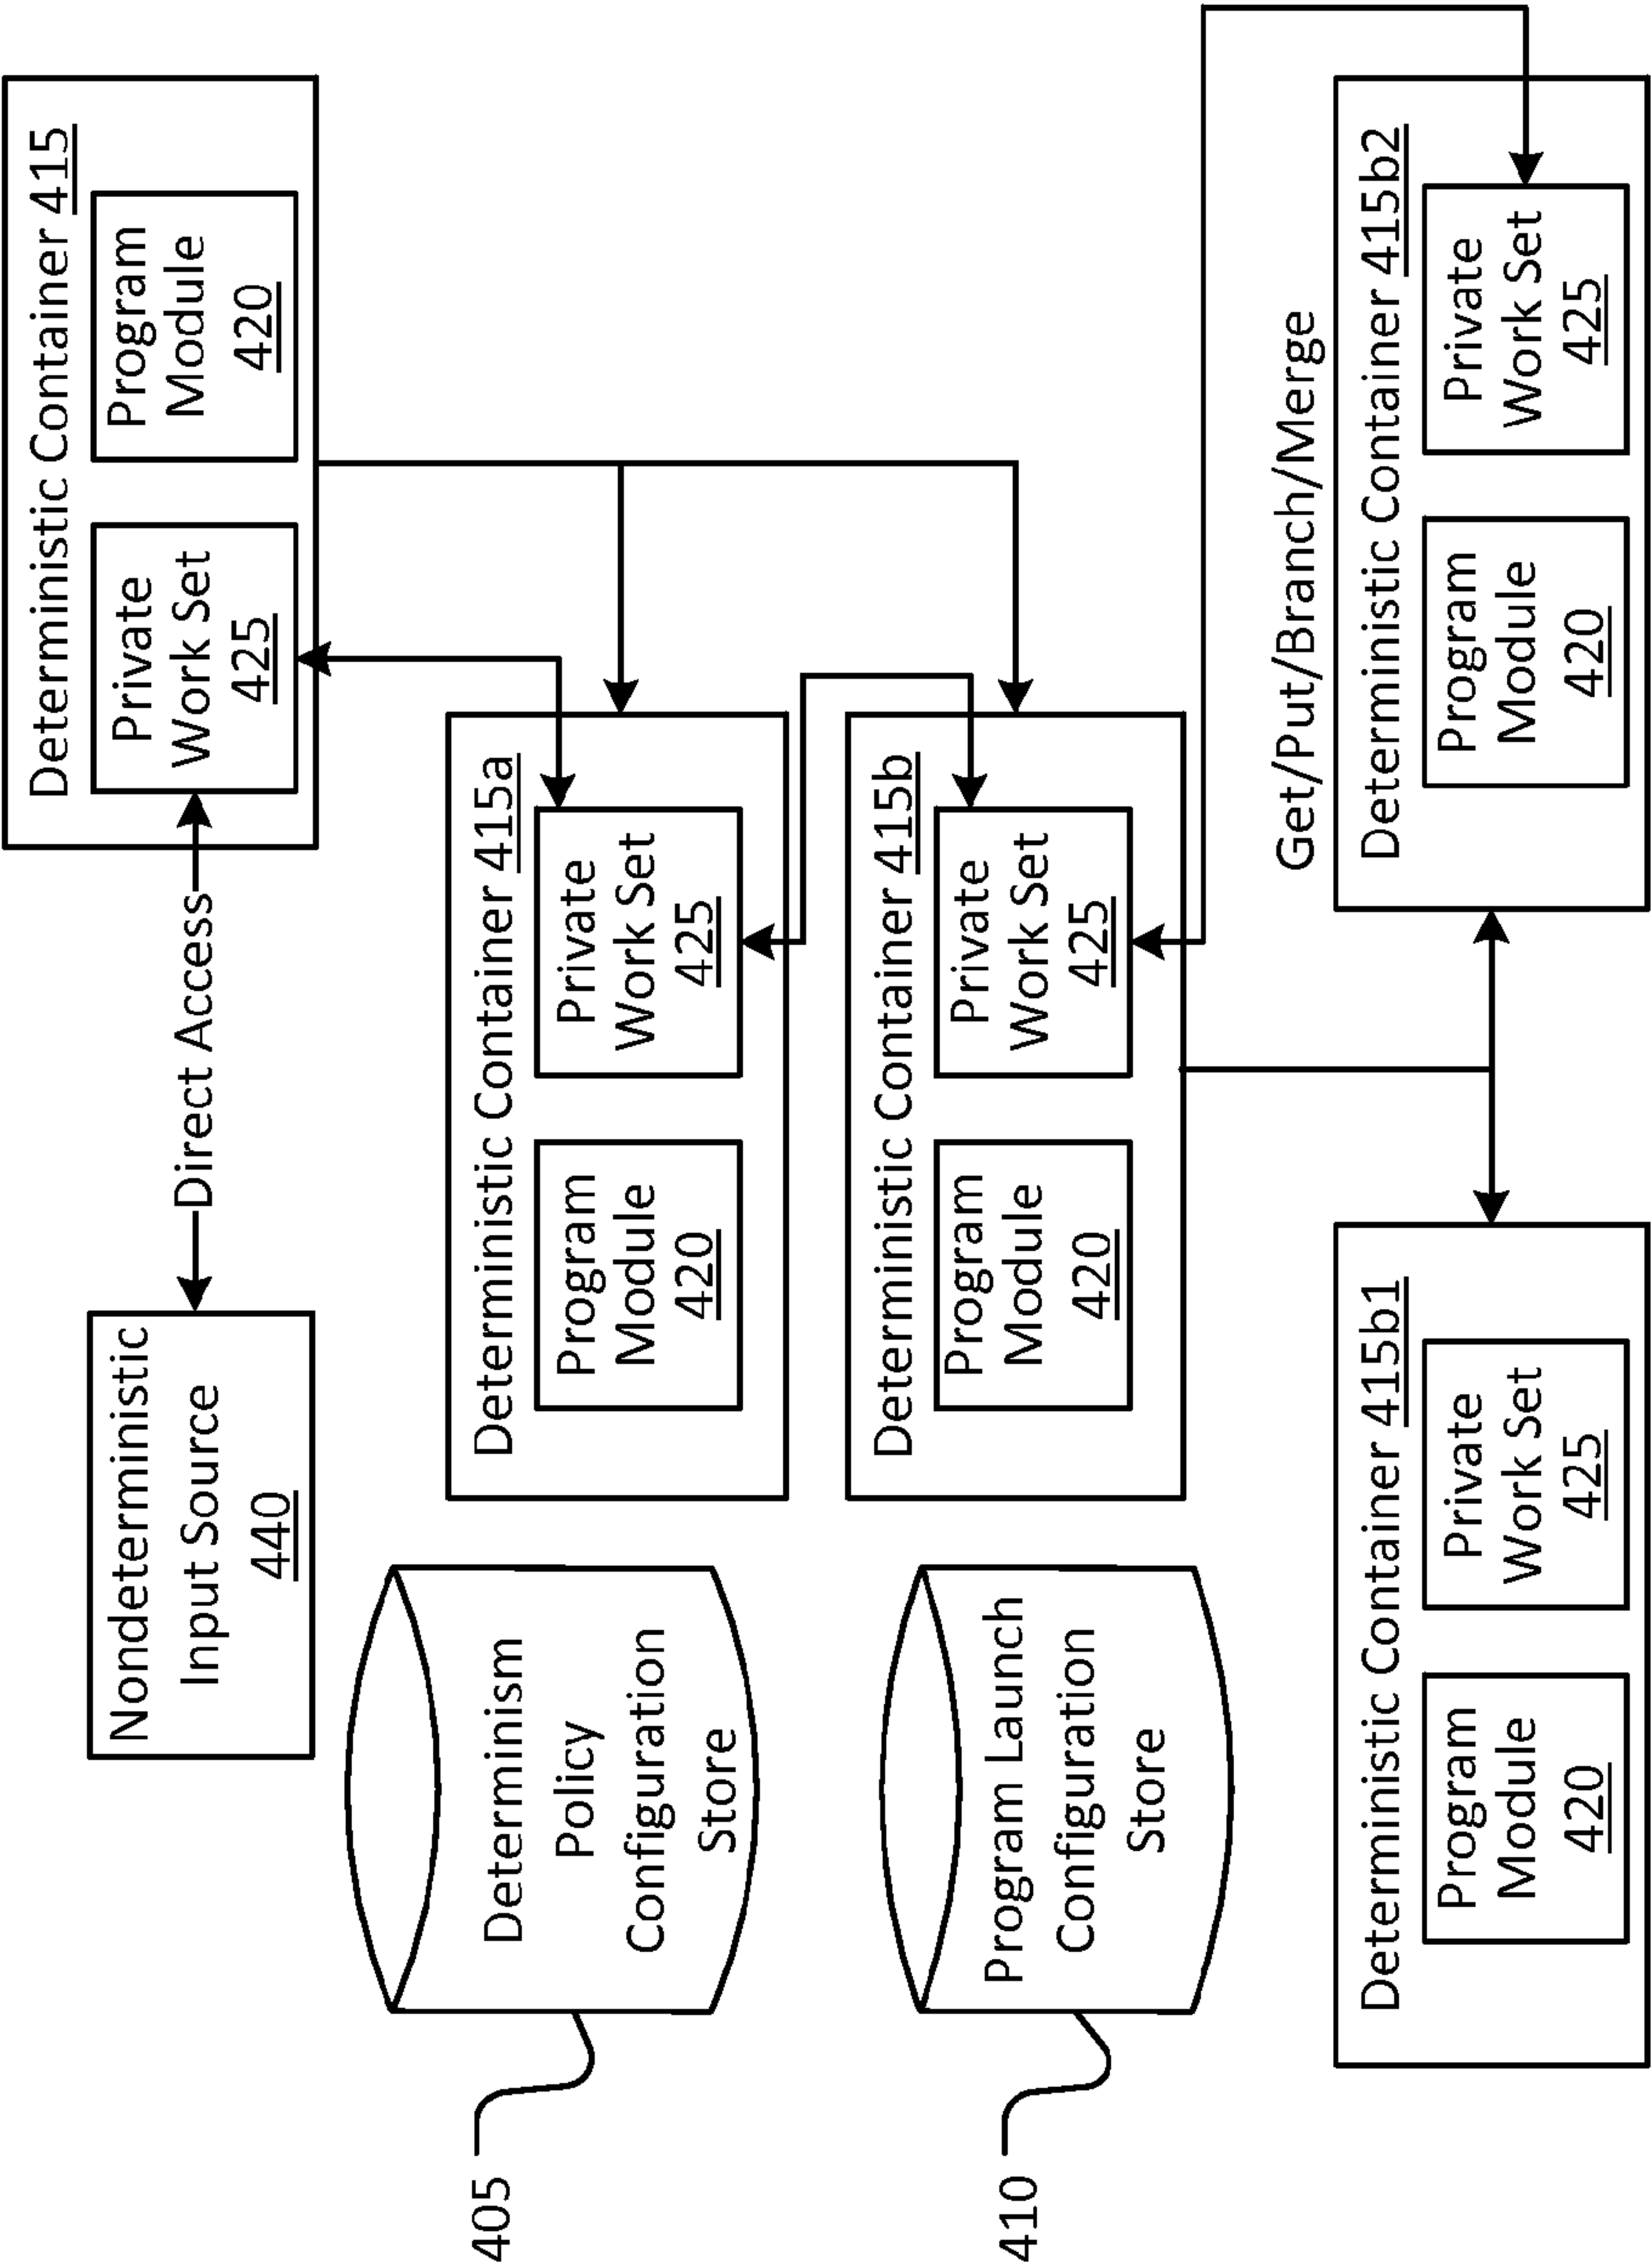 Nondeterministic
Input Source
440
Direct Access
Deterministic Container 415
Private
Work Set
425
Program
Module
420
405
Determinism
Policy
Configuration
Store
Deterministic Container 415a
Program
Module
420
Private
Work Set
425
410
Program Launch
Configuration
Store
Deterministic Container 415b
Program
Module
420
Private
Work Set
425
Get/Put/Branch/Merge
Deterministic Container 415b1
Program
Module
420
Private
Work Set
425
Deterministic Container 415b2
Program
Module
420
Private
Work Set
425